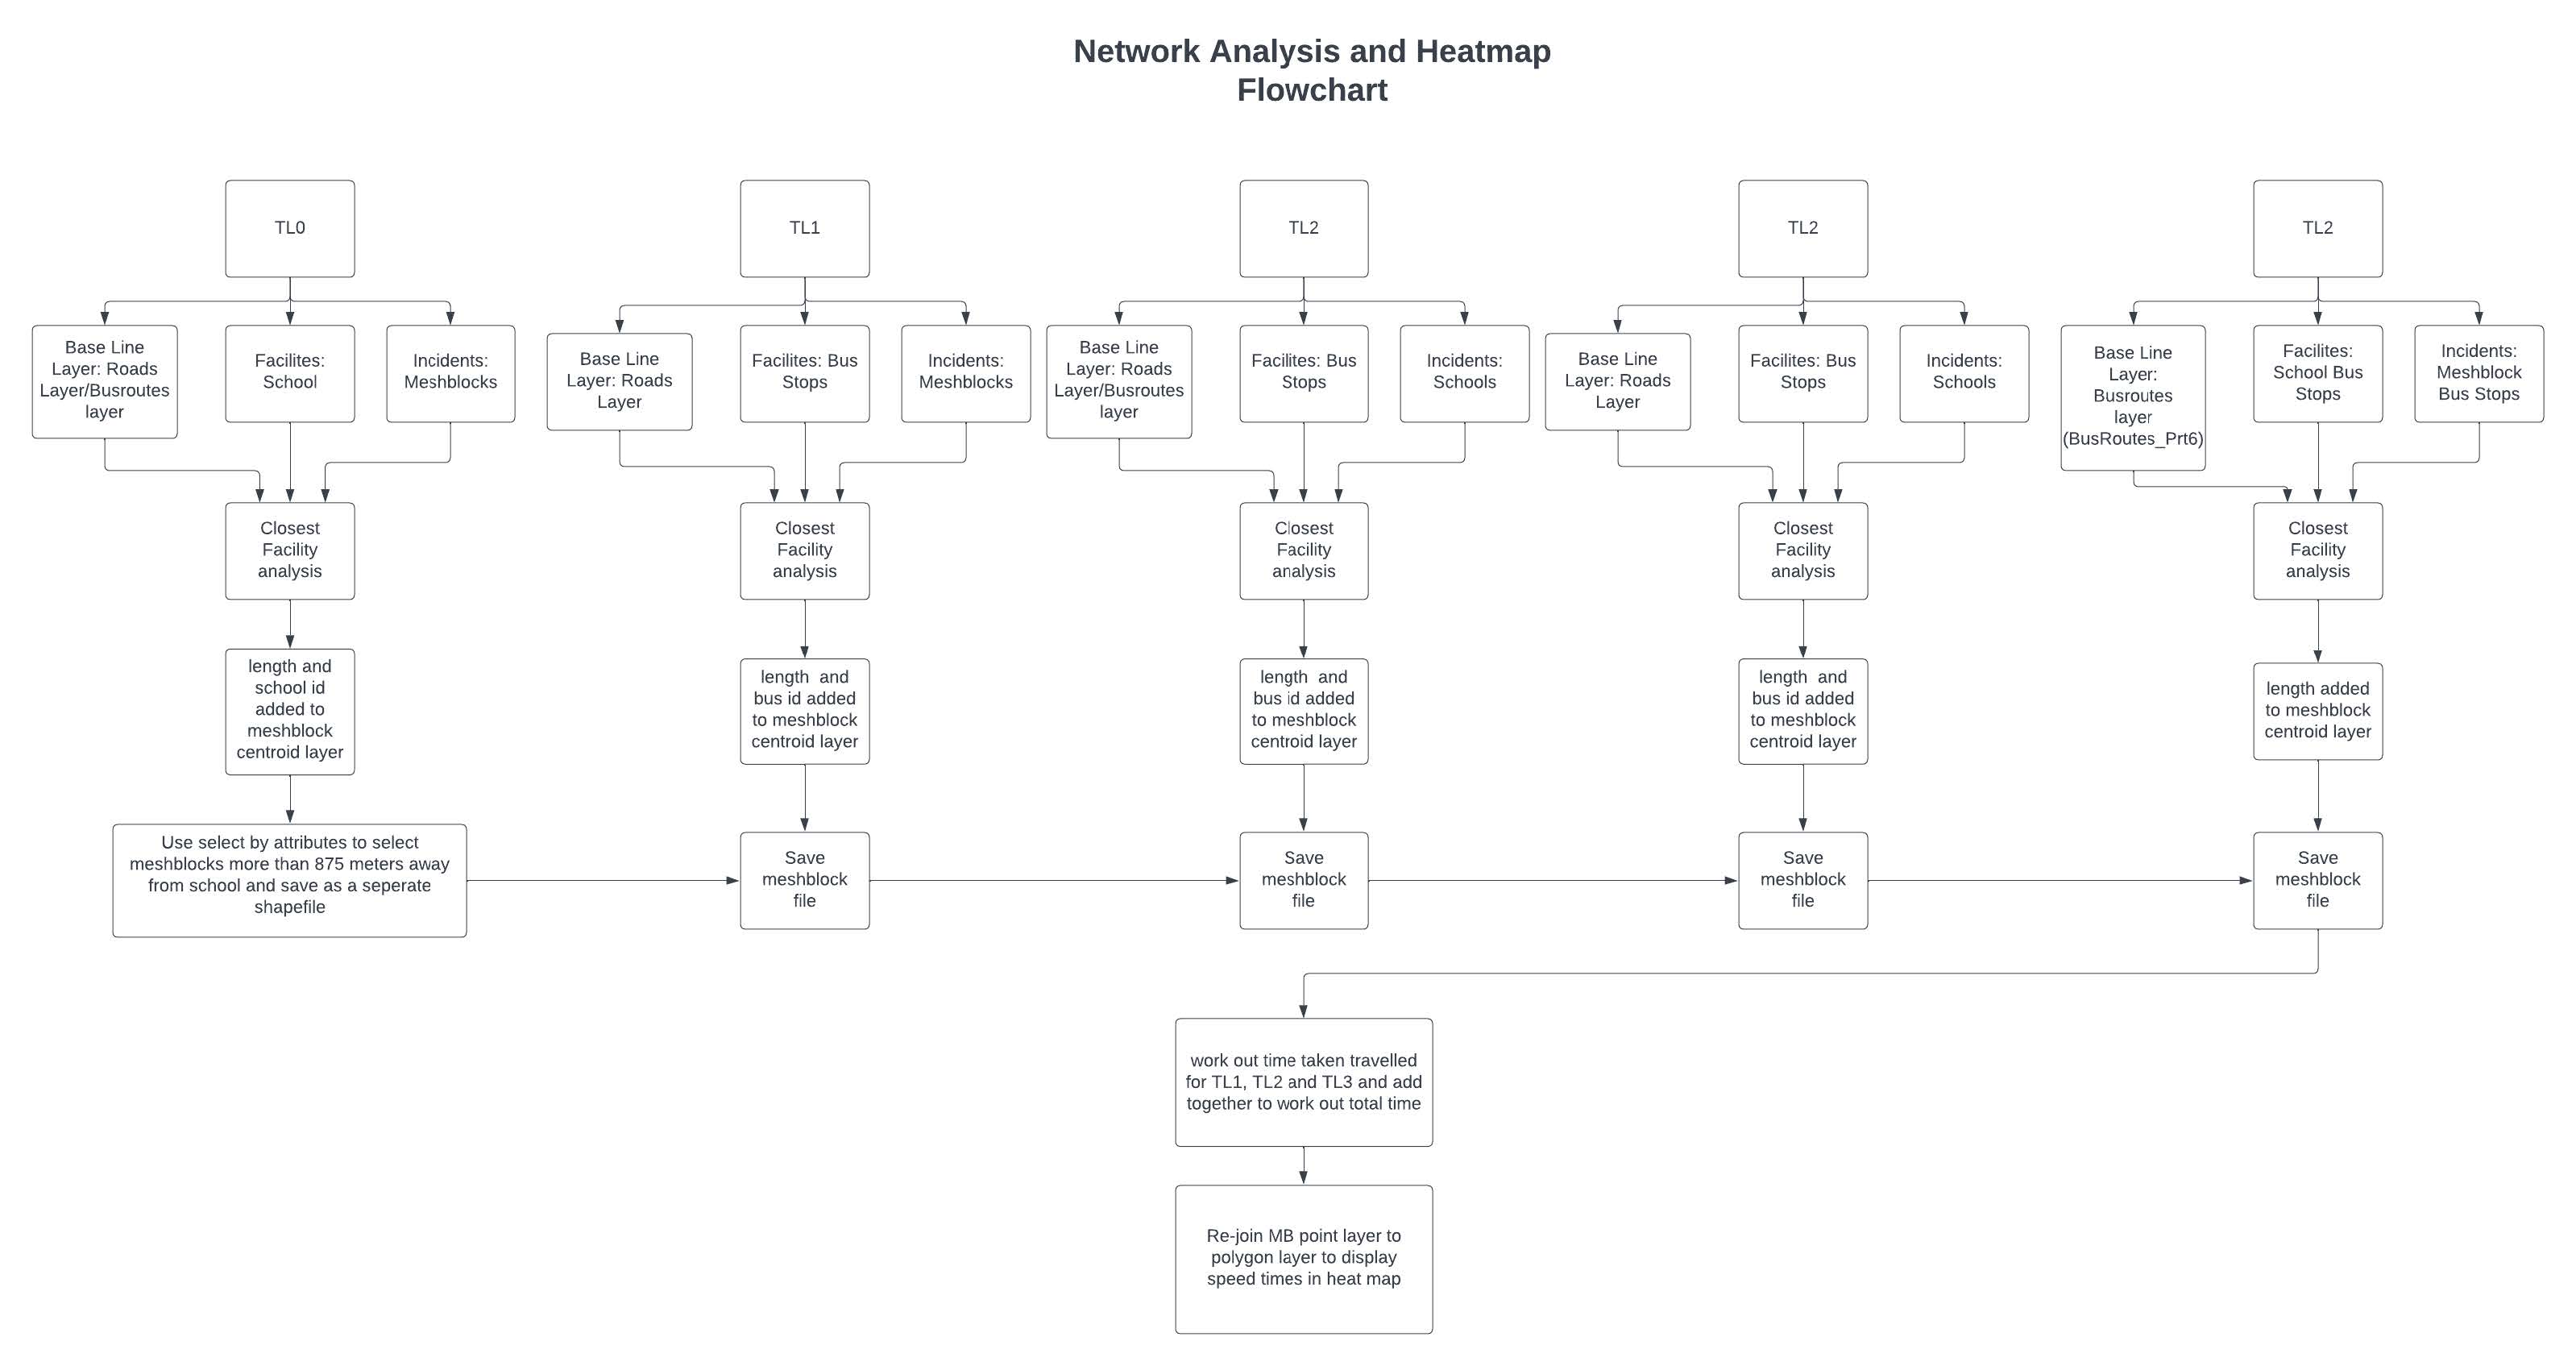 Network Analysis and Heatmap
Flowchart
TL0
TL1
TL2
TL2
TL2
Base Line
Layer: Roads
Layer/Busroutes
layer
Facilites:
School
Incidents:
Meshblocks
Base Line
Layer: Roads
Layer
Facilites: Bus
Stops
Incidents:
Meshblocks
Base Line
Layer: Roads
Layer/Busroutes
layer
Facilites: Bus
Stops
Incidents:
Schools
Base Line
Layer: Roads
Layer
Facilites: Bus
Stops
Incidents:
Schools
Base Line
Layer:
Busroutes
layer
(BusRoutes_Prt6)
Facilites:
School Bus
Stops
Incidents:
Meshblock
Bus Stops
Closest
Facility
analysis
Closest
Facility
analysis
Closest
Facility
analysis
Closest
Facility
analysis
Closest
Facility
analysis
length and
school id
added to
meshblock
centroid layer
length and
bus id added
to meshblock
centroid layer
length and
bus id added
to meshblock
centroid layer
length and
bus id added
to meshblock
centroid layer
length added
to meshblock
centroid layer
Use select by attributes to select
meshblocks more than 875 meters away
from school and save as a seperate
shapefile
Save
meshblock
file
Save
meshblock
file
Save
meshblock
file
Save
meshblock
file
work out time taken travelled
for TL1, TL2 and TL3 and add
together to work out total time
Re-join MB point layer to
polygon layer to display
speed times in heat map